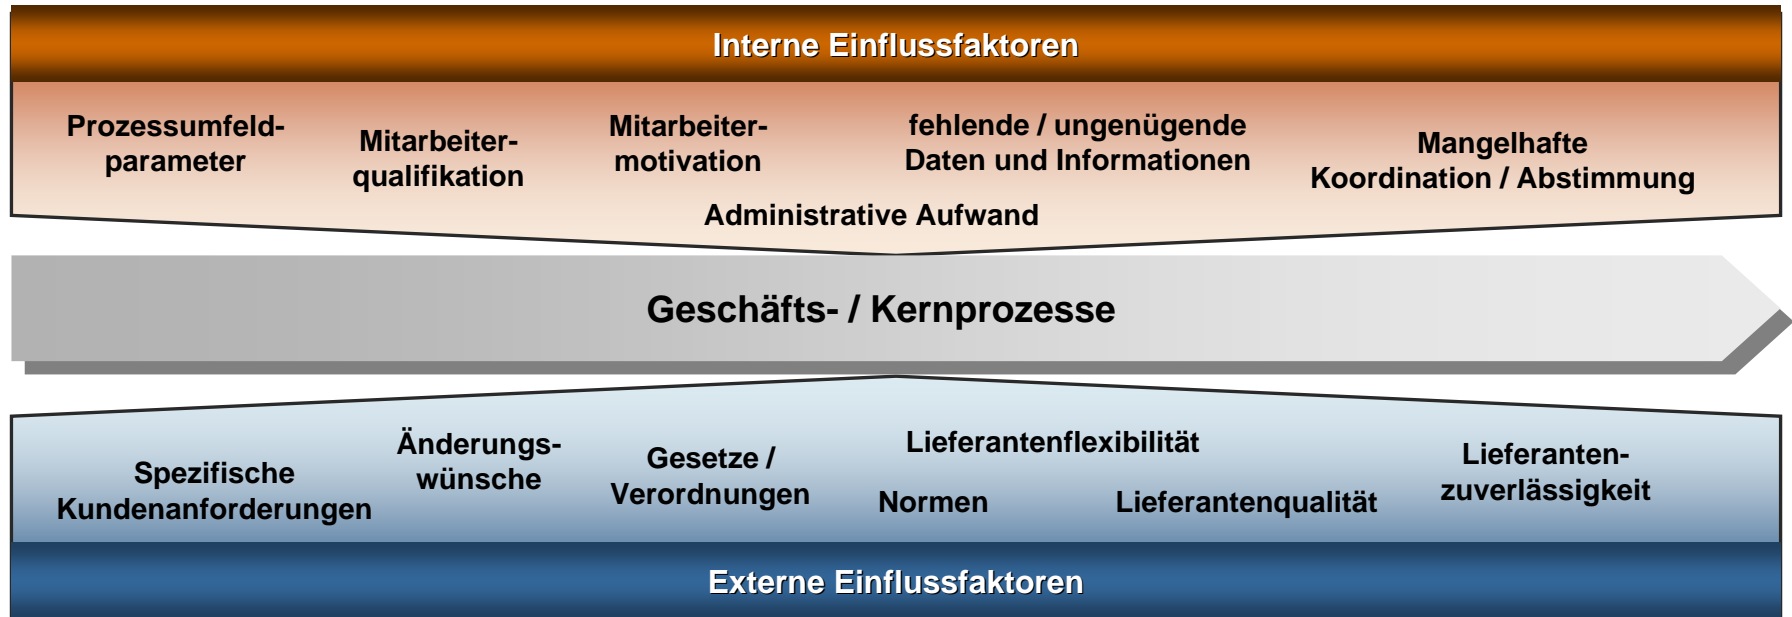 Interne Einflussfaktoren
Prozessumfeld-
parameter
Mitarbeiter-
qualifikation
Mitarbeiter-
motivation
fehlende / ungenügende
Daten und Informationen
Mangelhafte
Koordination / Abstimmung
Administrative Aufwand
Geschäfts- / Kernprozesse
Spezifische
Kundenanforderungen
Änderungs-
wünsche
Gesetze /
Verordnungen
Lieferantenflexibilität
Normen
Lieferantenqualität
Lieferanten-
zuverlässigkeit
Externe Einflussfaktoren